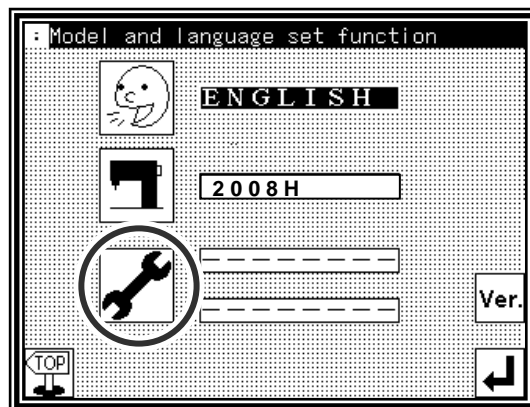 : Model and language set function
ENGLISH
2008H
Ver.
TOP